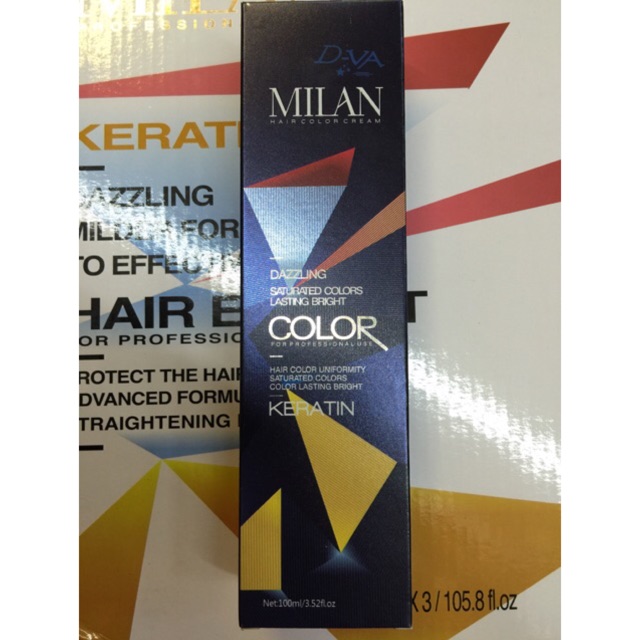 D-VA
MILAN
HAIR COLOR CREAM
DAZZLING
SATURATED COLORS
LASTING BRIGHT
COLOR
FOR PROFESSIONAL USE
HAIR COLOR UNIFORMITY
SATURATED COLORS
COLOR LASTING BRIGHT
KERATIN
Net:100ml/3.52fl.oz
KERATI
DAZZLING
MILDER FOR
TO EFFECTI
HAIR B
T
FOR PROFESSIO
PROTECT THE HAIR
ADVANCED FORMU
STRAIGHTENING
X 3 / 105.8 fl.oz